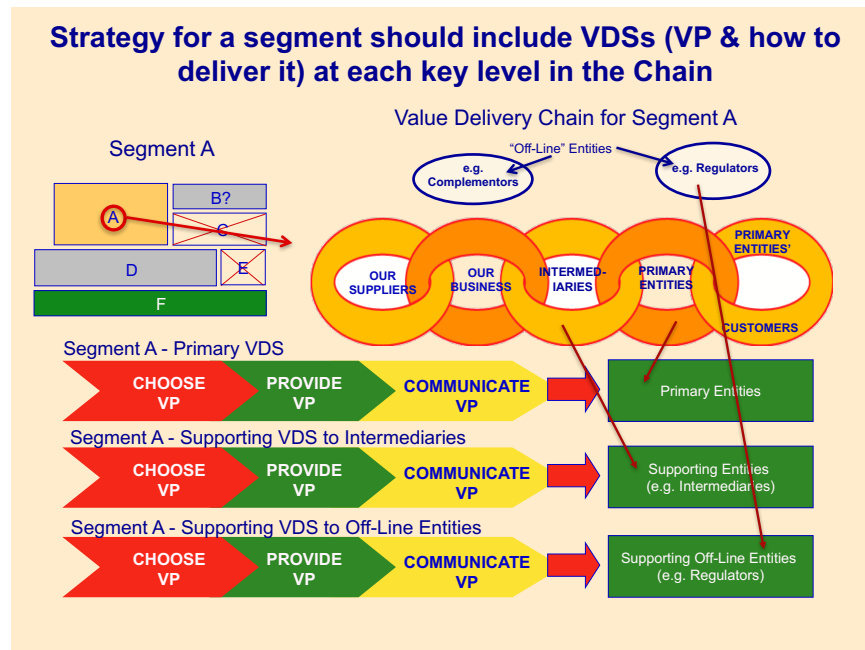 Strategy for a segment should include VDSs (VP & how to
deliver it) at each key level in the Chain
Value Delivery Chain for Segment A
Segment A
“Off-Line” Entities
e.g.
Complementors
e.g. Regulators
A
B?
C
D
E
F
OUR
SUPPLIERS
OUR
BUSINESS
INTERMED-
IARIES
PRIMARY
ENTITIES
PRIMARY
ENTITIES’
CUSTOMERS
Segment A - Primary VDS
CHOOSE
VP
PROVIDE
VP
COMMUNICATE
VP
Primary Entities
Segment A - Supporting VDS to Intermediaries
CHOOSE
VP
PROVIDE
VP
COMMUNICATE
VP
Supporting Entities
(e.g. Intermediaries)
Segment A - Supporting VDS to Off-Line Entities
CHOOSE
VP
PROVIDE
VP
COMMUNICATE
VP
Supporting Off-Line Entities
(e.g. Regulators)